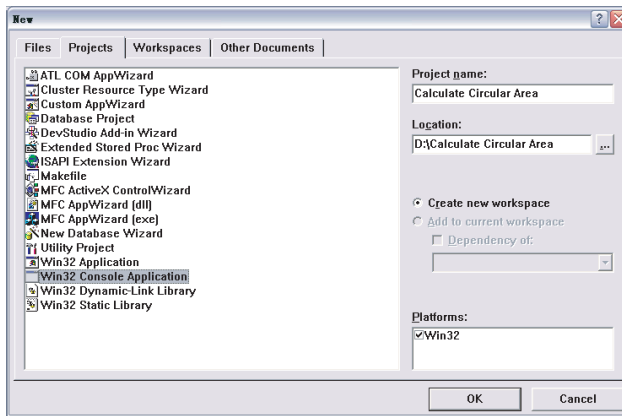 New
Files Projects Workspaces Other Documents
ATL COM AppWizard
Cluster Resource Type Wizard
Custom AppWizard
Database Project
DevStudio Add-in Wizard
Extended Stored Proc Wizard
ISAPI Extension Wizard
Makefile
MFC ActiveX ControlWizard
MFC AppWizard (dll)
MFC AppWizard (exe)
New Database Wizard
Utility Project
Win32 Application
Win32 Console Application
Win32 Dynamic-Link Library
Win32 Static Library
Project name:
Calculate Circular Area
Location:
D:\Calculate Circular Area
...
Create new workspace
Add to current workspace
Dependency of:
Platforms:
Win32
OK Cancel